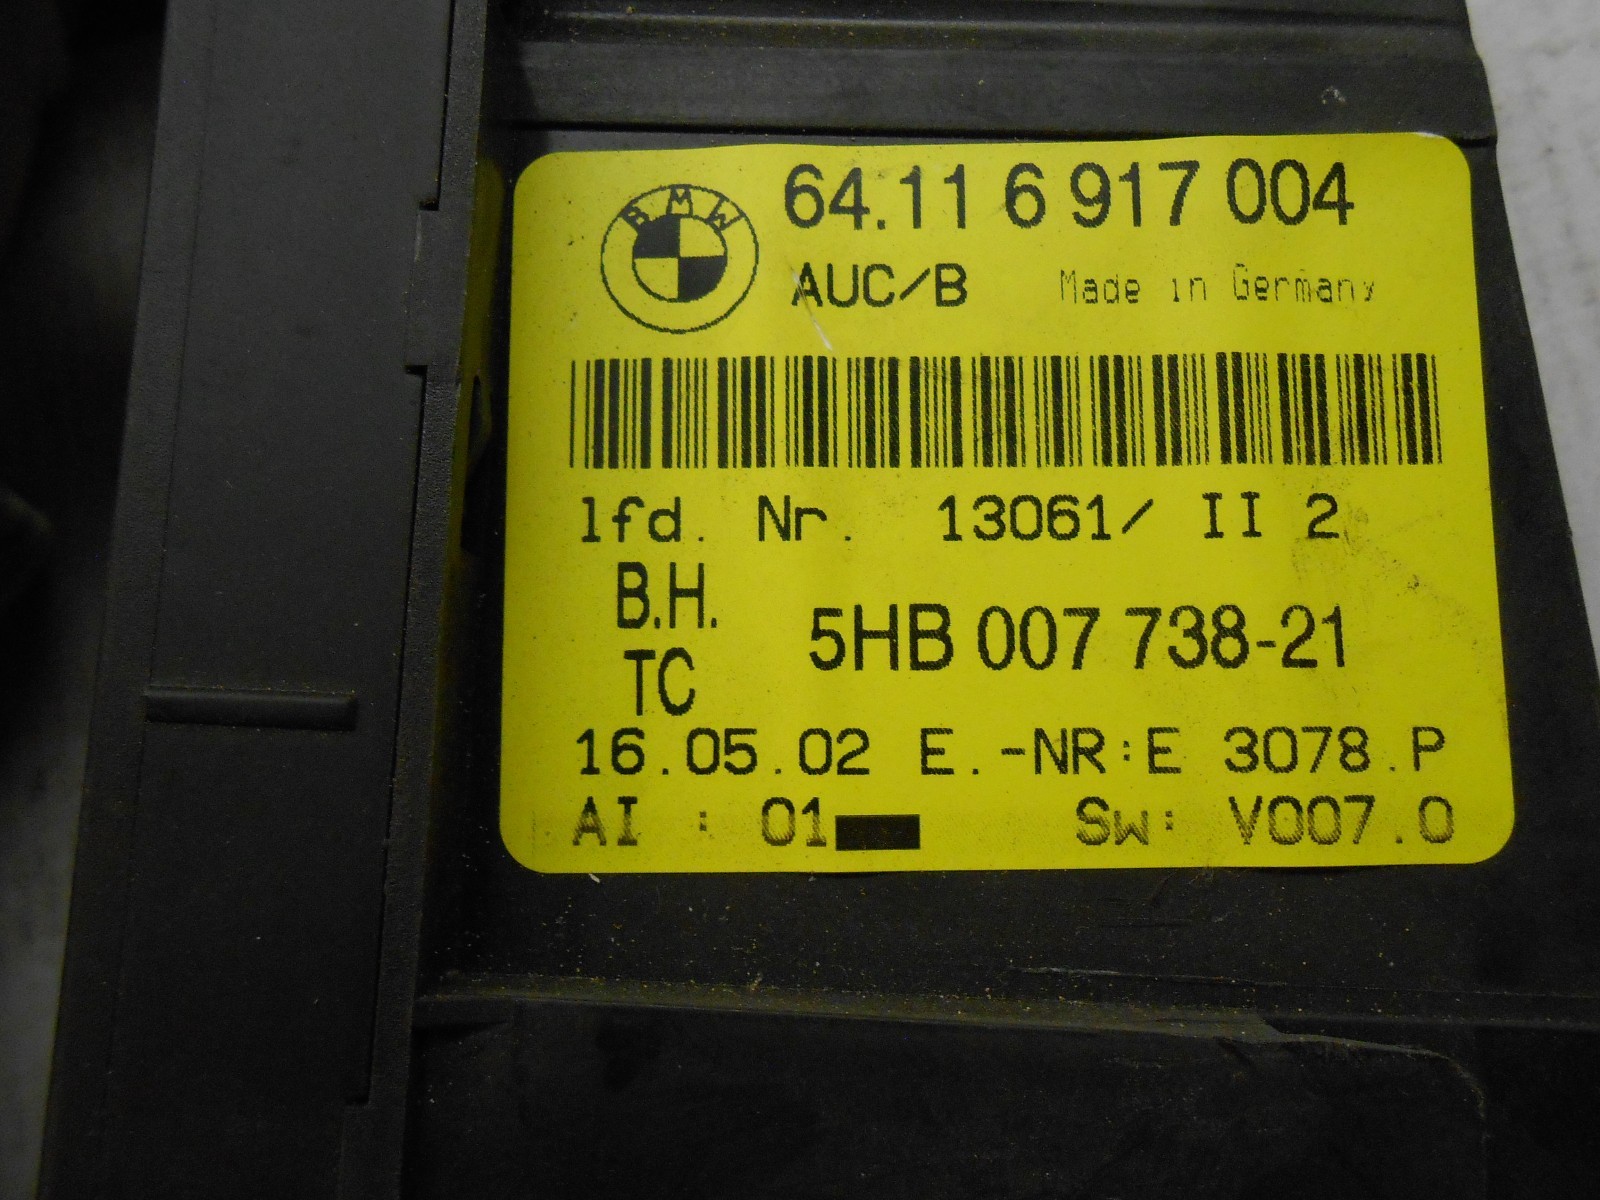 BMW
64.11 6 917 004
AUC/B Made in Germany
lfd. Nr. 13061/ II 2
B.H.
TC
5HB 007 738-21
16.05.02 E.-NR:E 3078.P
AI : 01 Sw: V007.0